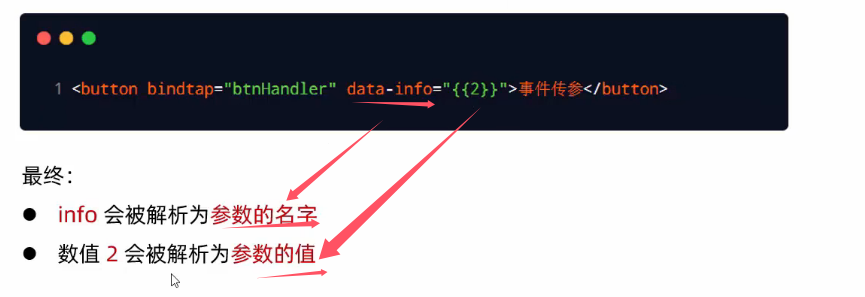 1 <button bindtap="btnHandler" data-info="{{2}}">事件传参</button>
最终：
● info 会被解析为参数的名字
● 数值 2 会被解析为参数的值